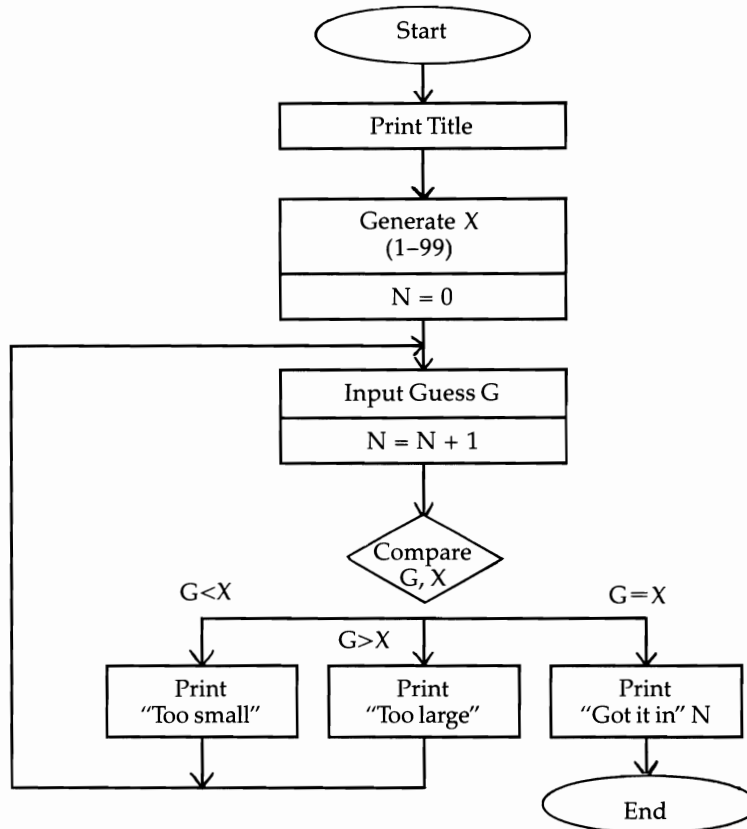 Start
Print Title
Generate X
(1–99)
N = 0
Input Guess G
N = N + 1
Compare
G, X
G<X
G>X
G=X
Print
“Too small”
Print
“Too large”
Print
“Got it in” N
End